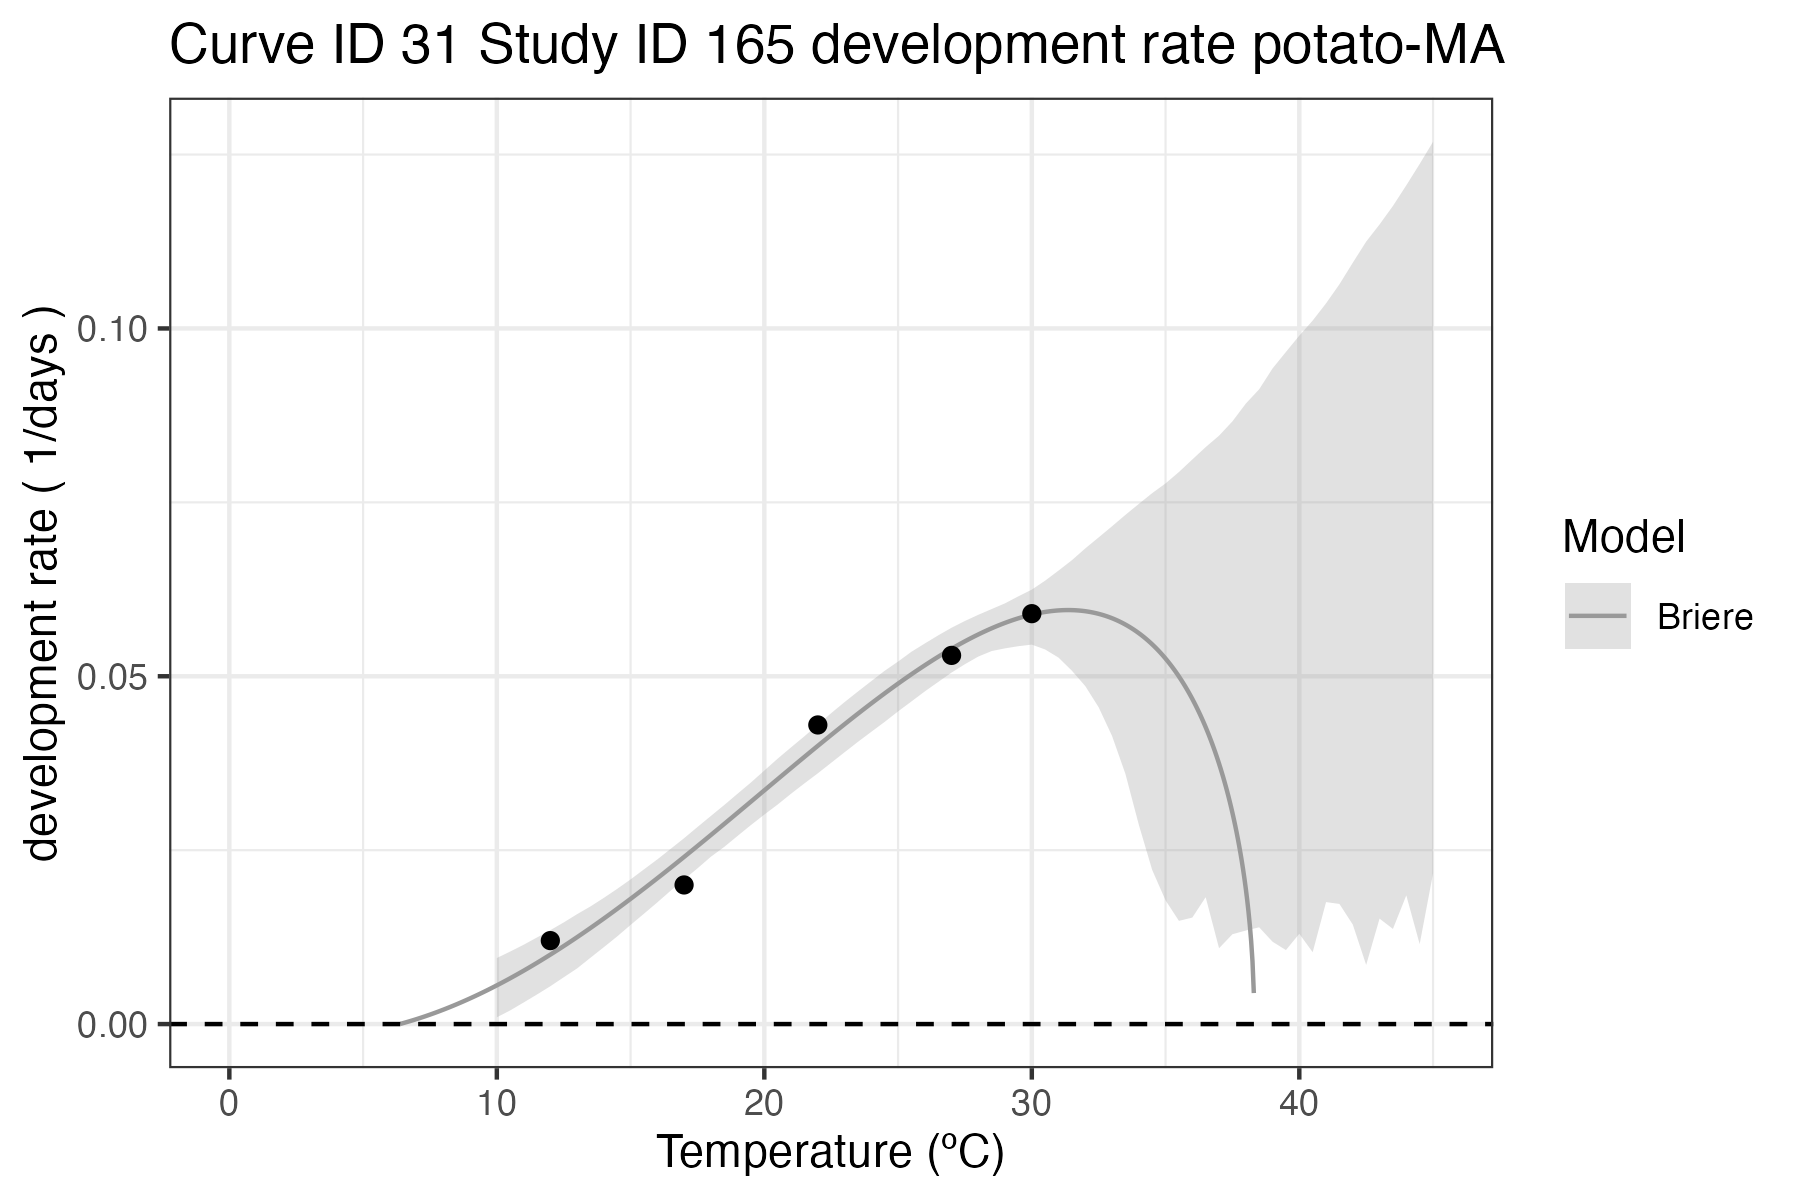 Curve ID 31 Study ID 165 development rate potato-MA
development rate ( 1/days )
0.10
0.05
0.00
0 10 20 30 40
Temperature (ºC)
Model
Briere